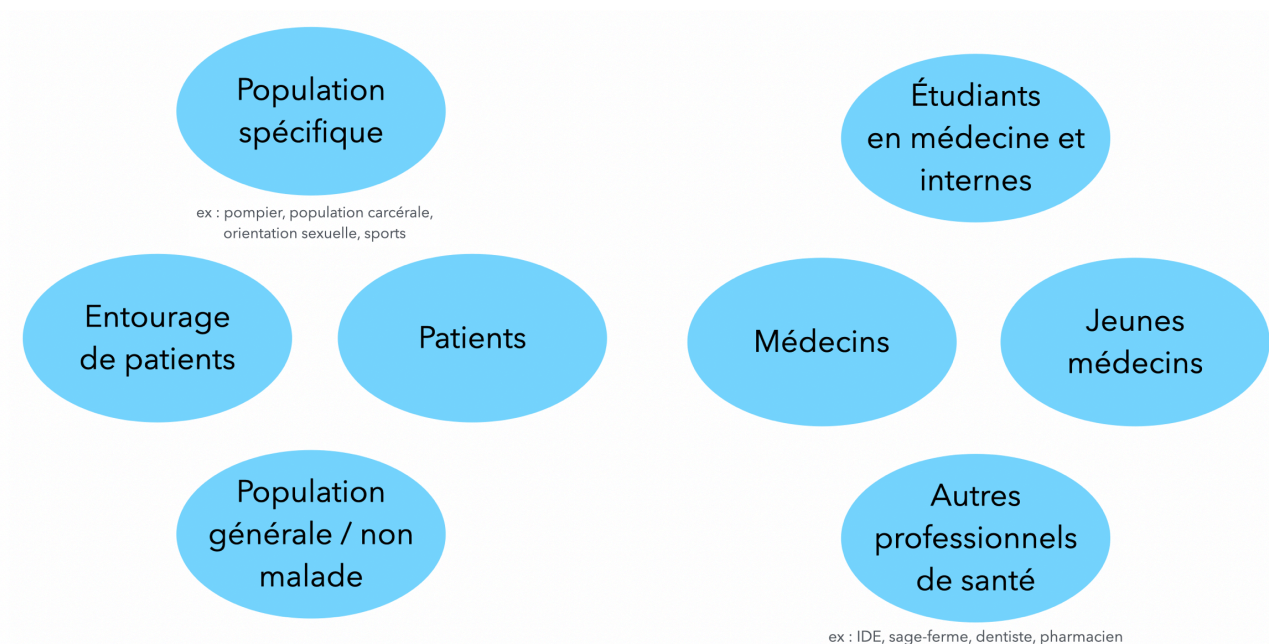 Population
spécifique
ex : pompier, population carcérale,
orientation sexuelle, sports
Entourage
de patients
Patients
Population
générale / non
malade
Étudiants
en médecine et
internes
Médecins
Jeunes
médecins
Autres
professionnels
de santé
ex : IDE, sage-ferme, dentiste, pharmacien